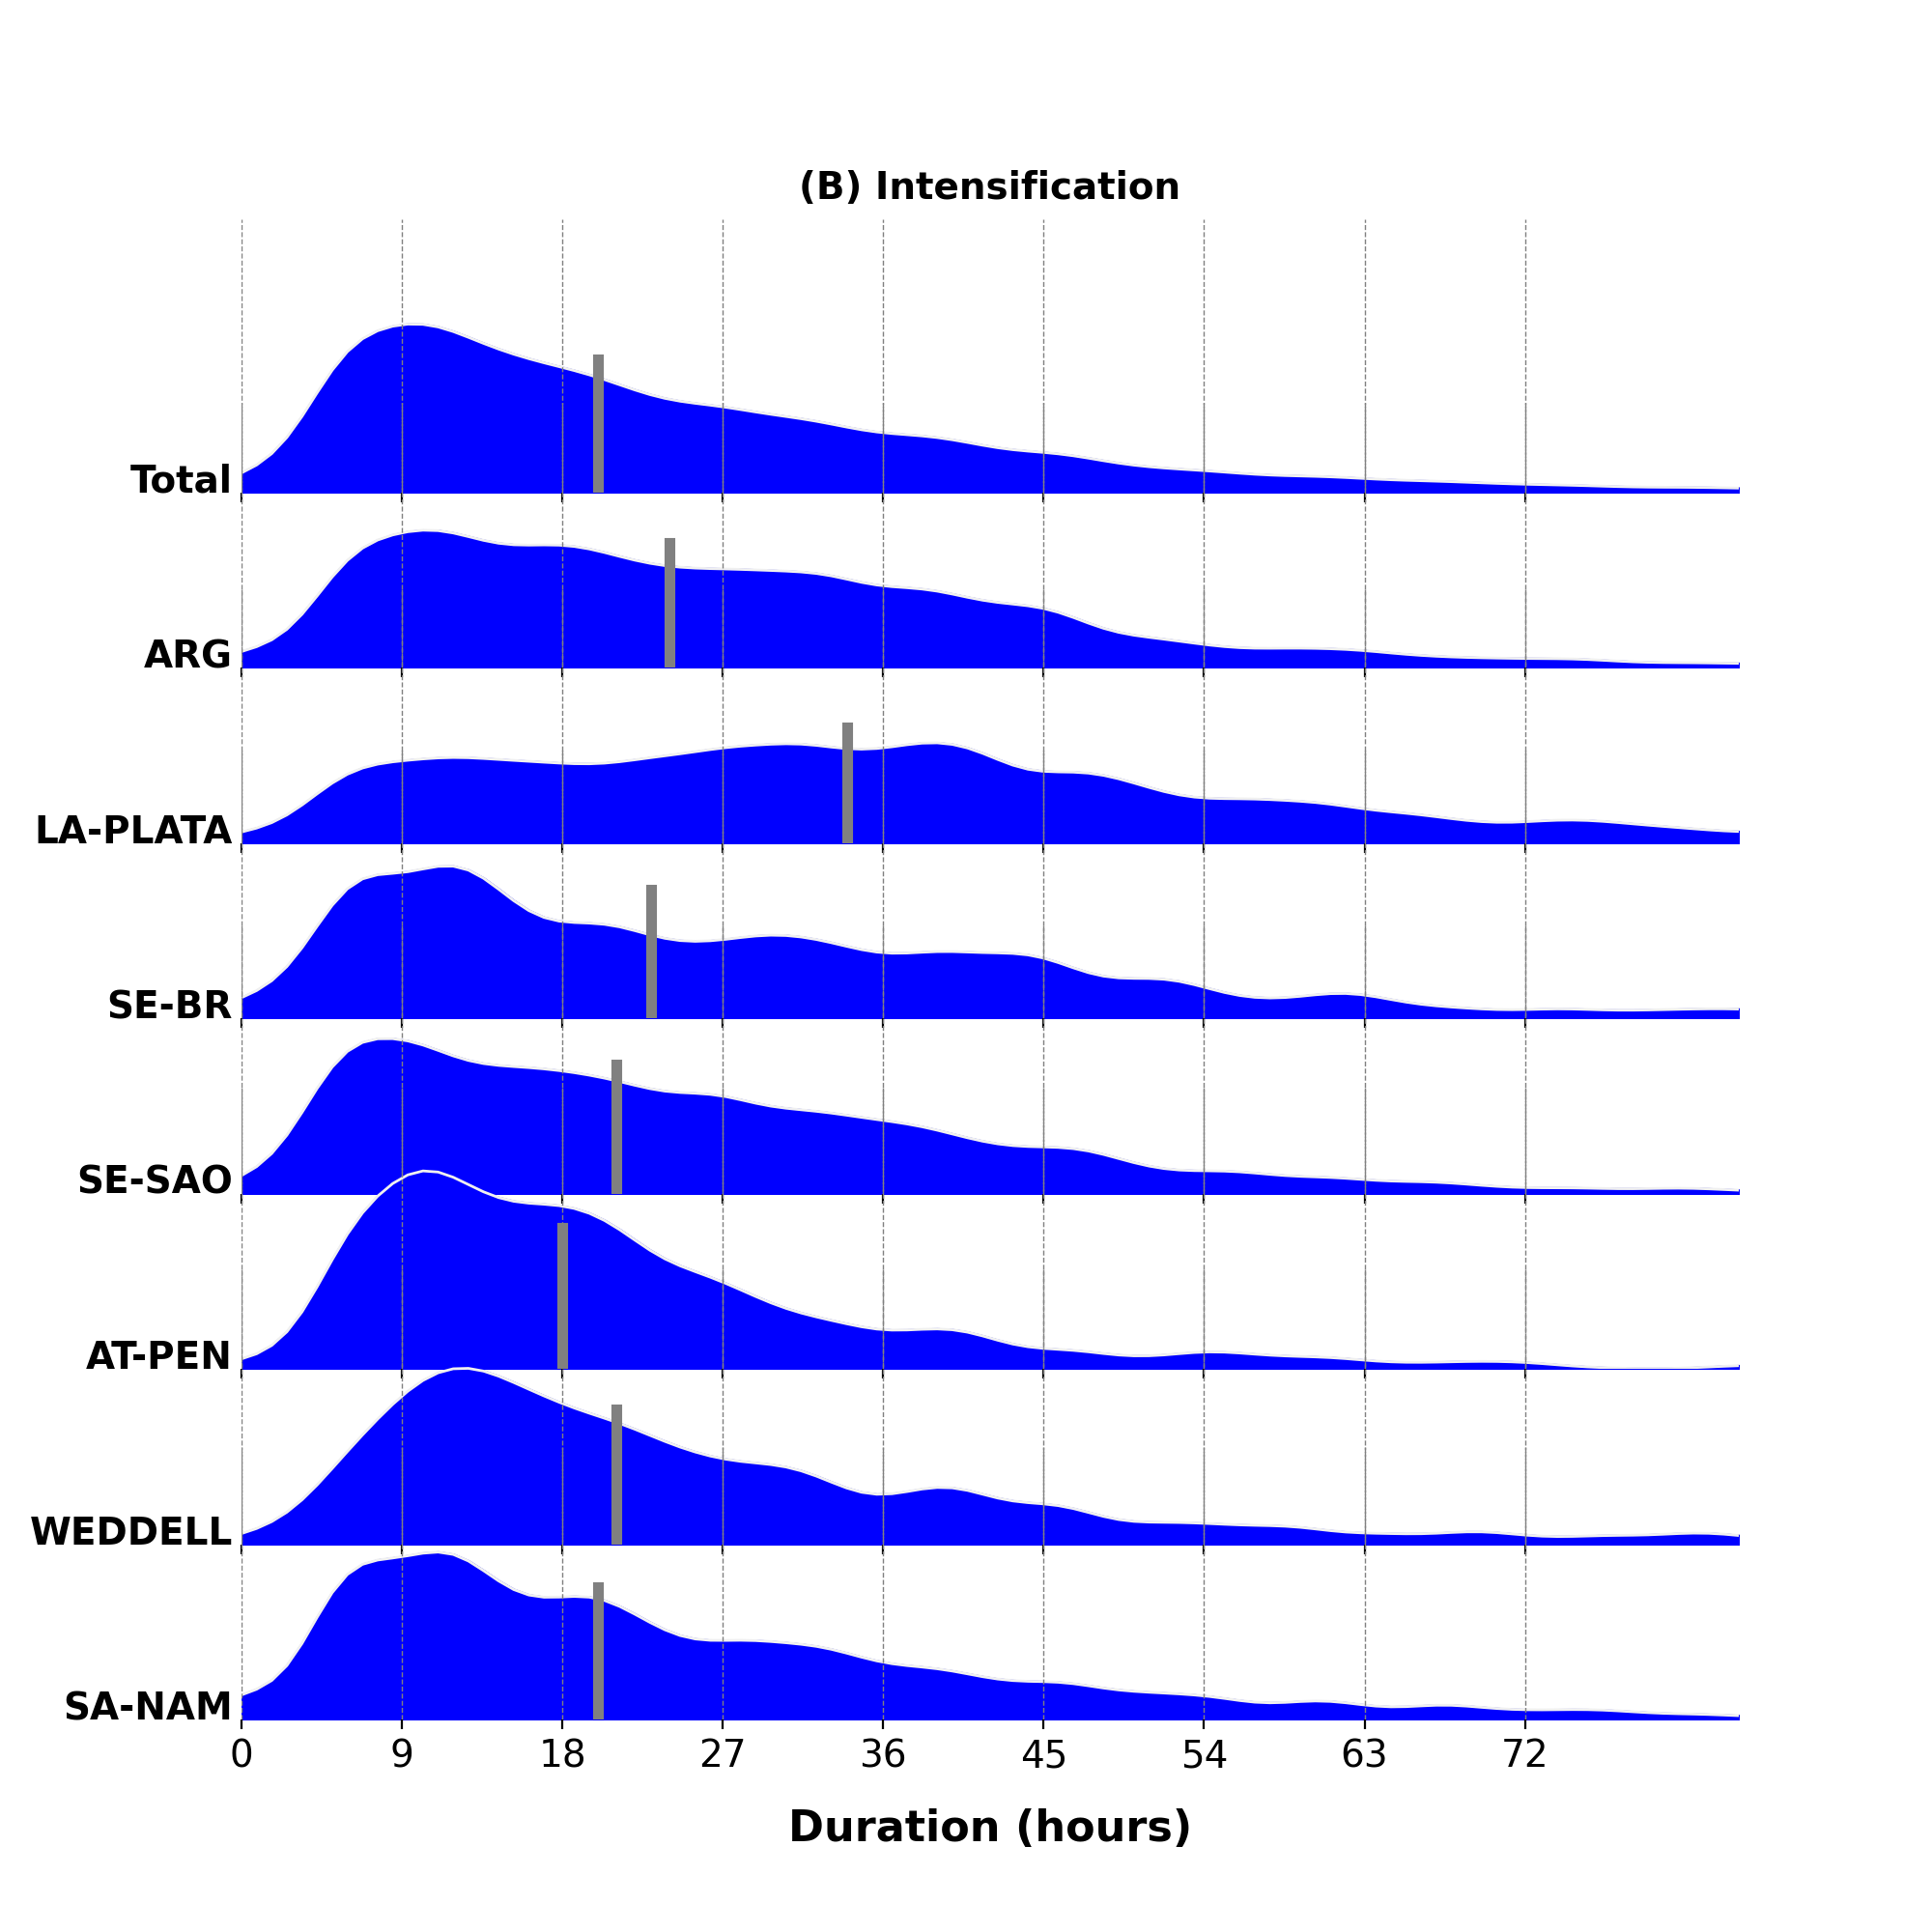 (B) Intensification
Total
ARG
LA-PLATA
SE-BR
SE-SAO
AT-PEN
WEDDELL
SA-NAM
0 9 18 27 36 45 54 63 72
Duration (hours)